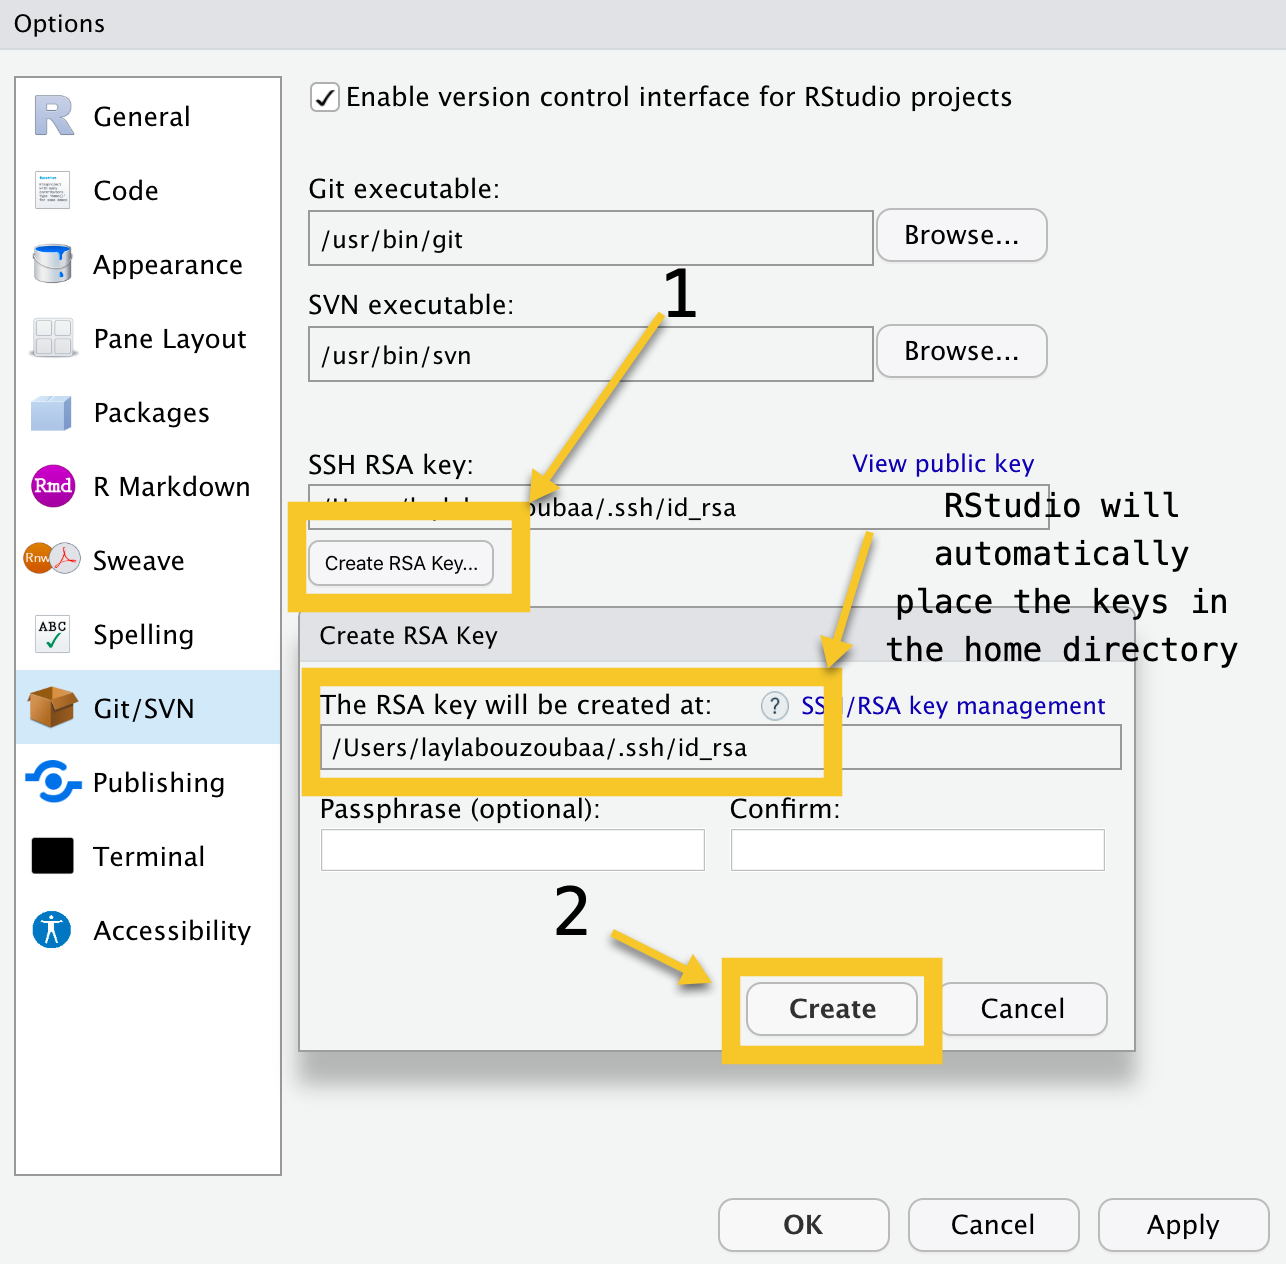 Options
General
Code
Appearance
Pane Layout
Packages
Rmd
R Markdown
Rnw
Sweave
ABC
Spelling
Git/SVN
Publishing
Terminal
Accessibility
Enable version control interface for RStudio projects
Git executable:
/usr/bin/git
Browse...
1
SVN executable:
/usr/bin/svn
Browse...
SSH RSA key:
View public key
oubaa/.ssh/id_rsa
Create RSA Key...
RStudio will
automatically
place the keys in
the home directory
Create RSA Key
The RSA key will be created at:
? SS /RSA key management
/Users/laylabouzoubaa/.ssh/id_rsa
Passphrase (optional):
Confirm:
2
Create
Cancel
OK
Cancel
Apply